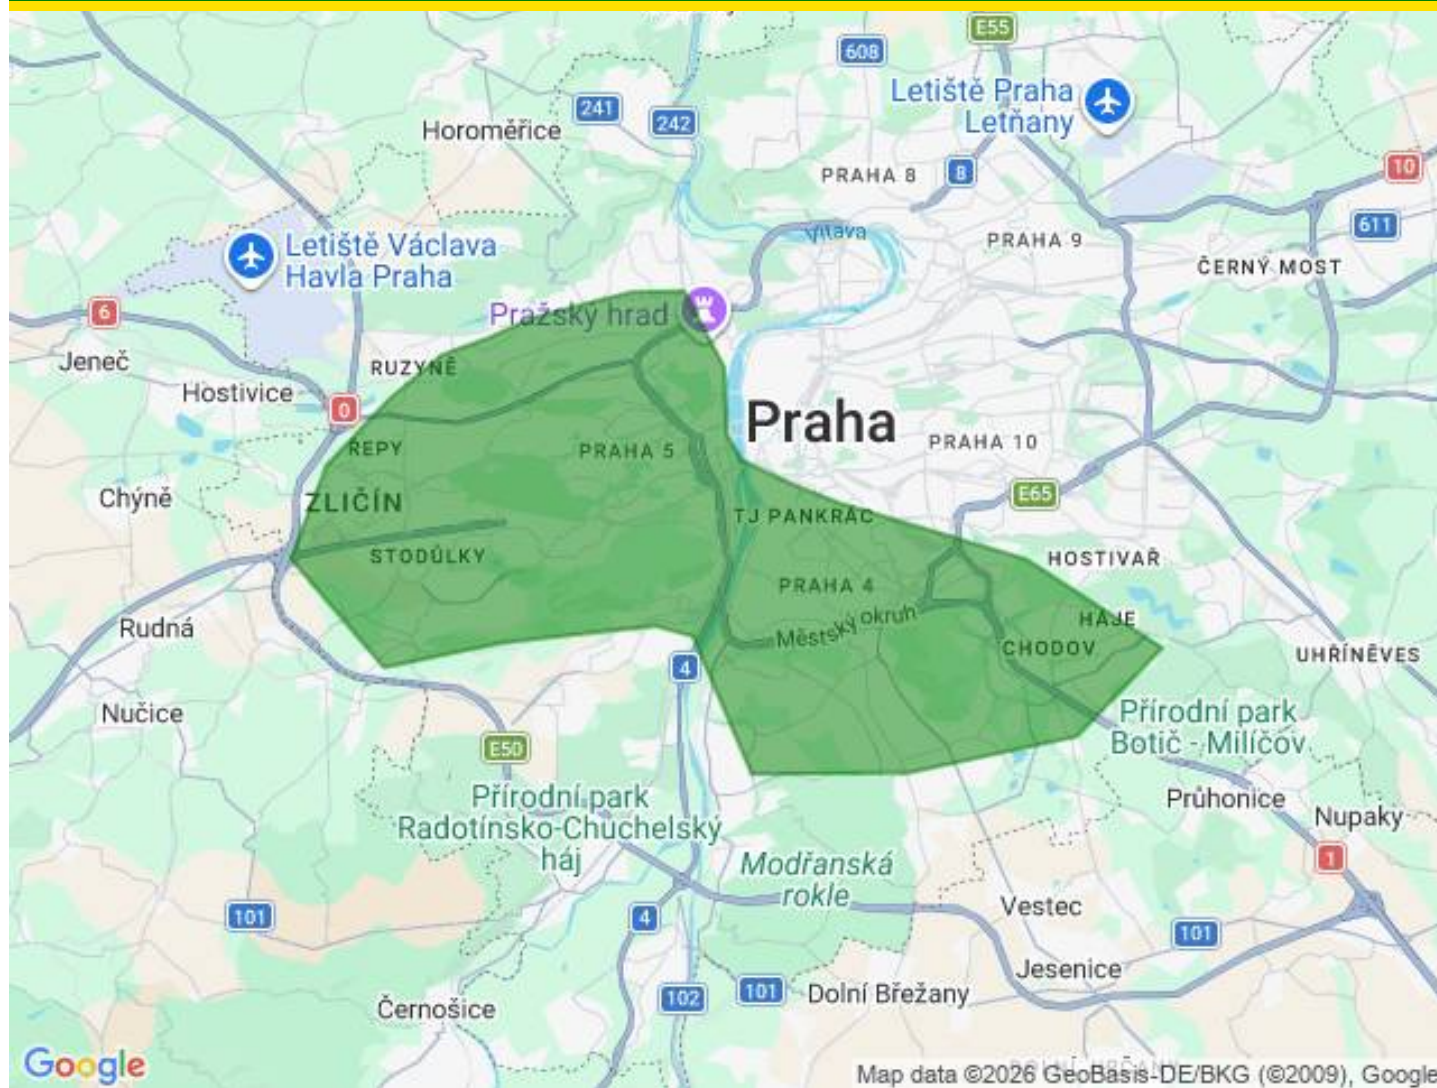 E55
608
Letiště Praha
Letňany
241
242
Horoměřice
PRAHA 8
8
10
611
Vltava
PRAHA 9
Letiště Václava
Havla Praha
ČERNÝ MOST
6
Pražský hrad
Jeneč
RUZYNĚ
Hostivice
0
Praha
ŘEPY
PRAHA 5
PRAHA 10
Chýně
ZLIČÍN
E65
TJ PANKRÁC
STODŮLKY
HOSTIVAŘ
PRAHA 4
Rudná
Městský okruh
HÁJE
CHODOV
UHŘÍNĚVES
4
Nučice
Přírodní park
Botič - Milíčov
E50
Přírodní park
Radotínsko-Chuchelský
háj
Průhonice
Nupaky
Modřanská
rokle
1
101
4
Vestec
101
Jesenice
Černošice
102
101
Dolní Břežany
Google
Map data ©2026 GeoBasis-DE/BKG (©2009), Google